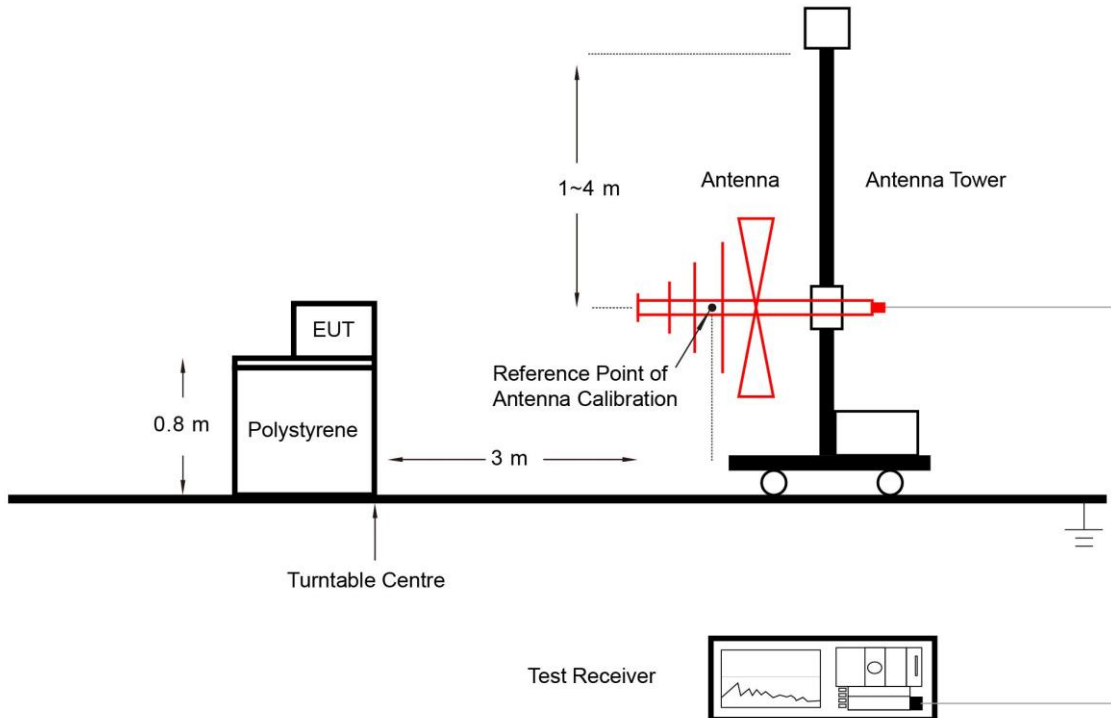 1~4 m
Antenna
Antenna Tower
EUT
Reference Point of
Antenna Calibration
0.8 m
Polystyrene
3 m
Turntable Centre
Test Receiver